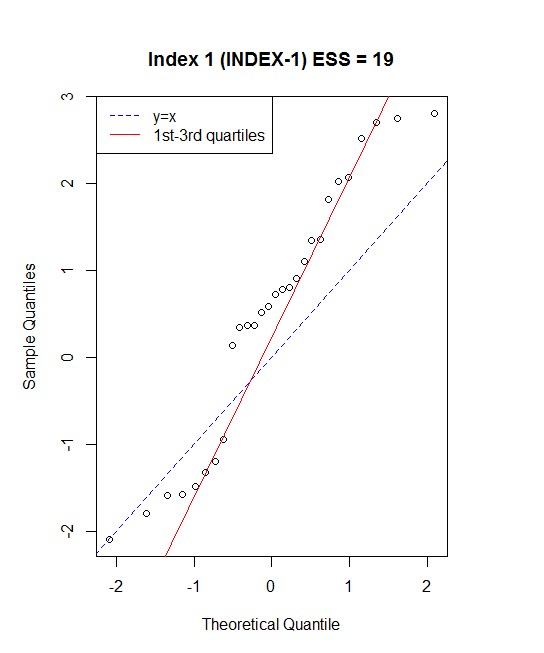 Index 1 (INDEX-1) ESS = 19
y=x
1st-3rd quartiles
3
2
1
0
-1
-2
Sample Quantiles
-2 -1 0 1 2
Theoretical Quantile